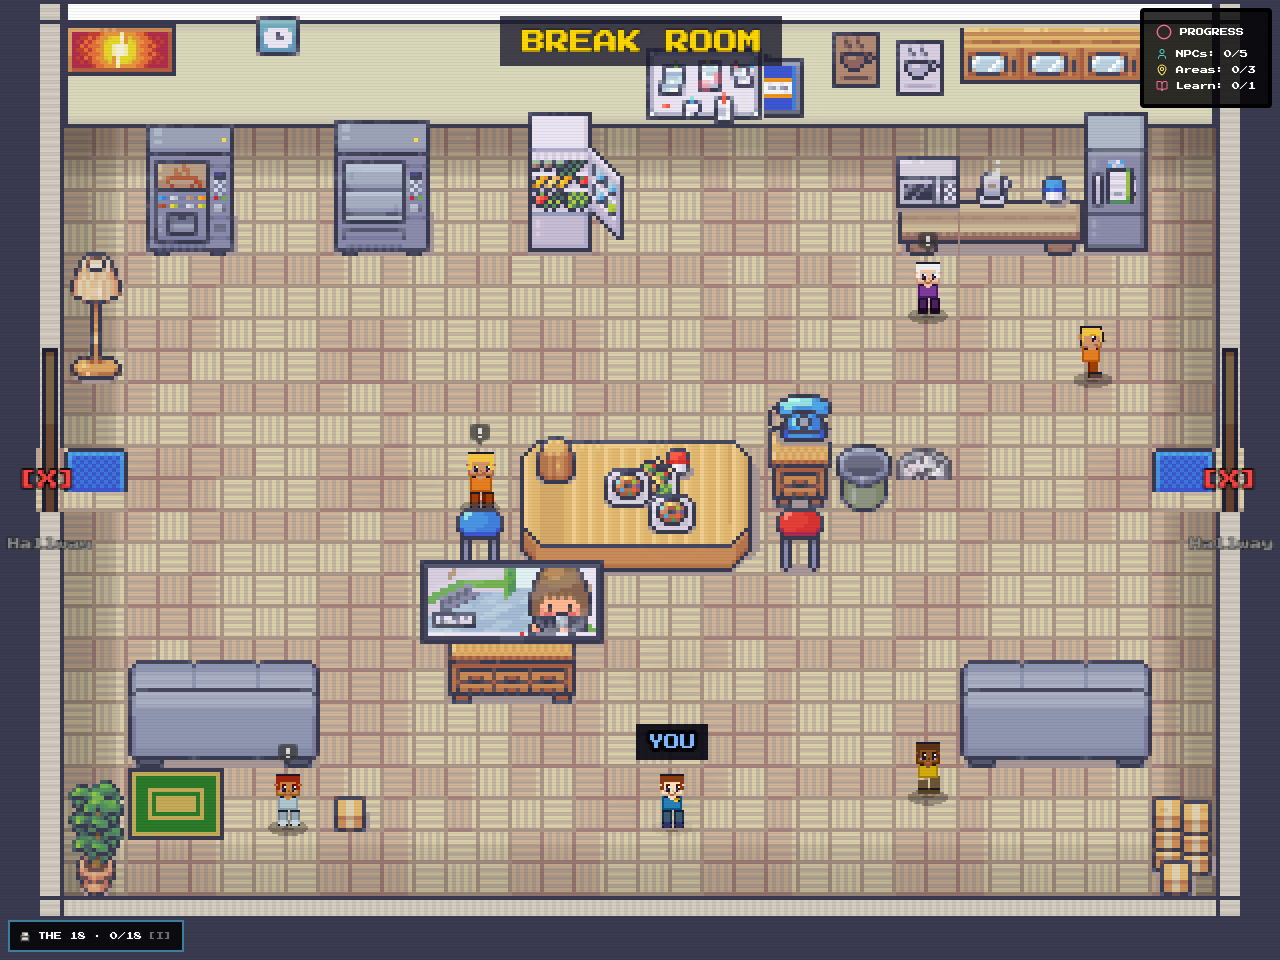 BREAK ROOM
PROGRESS
NPCs: 0/5
Areas: 0/3
Learn: 0/1
!
!
[X]
[X]
Hallway
Hallway
YOU
!
THE 18 · 0/18 [I]